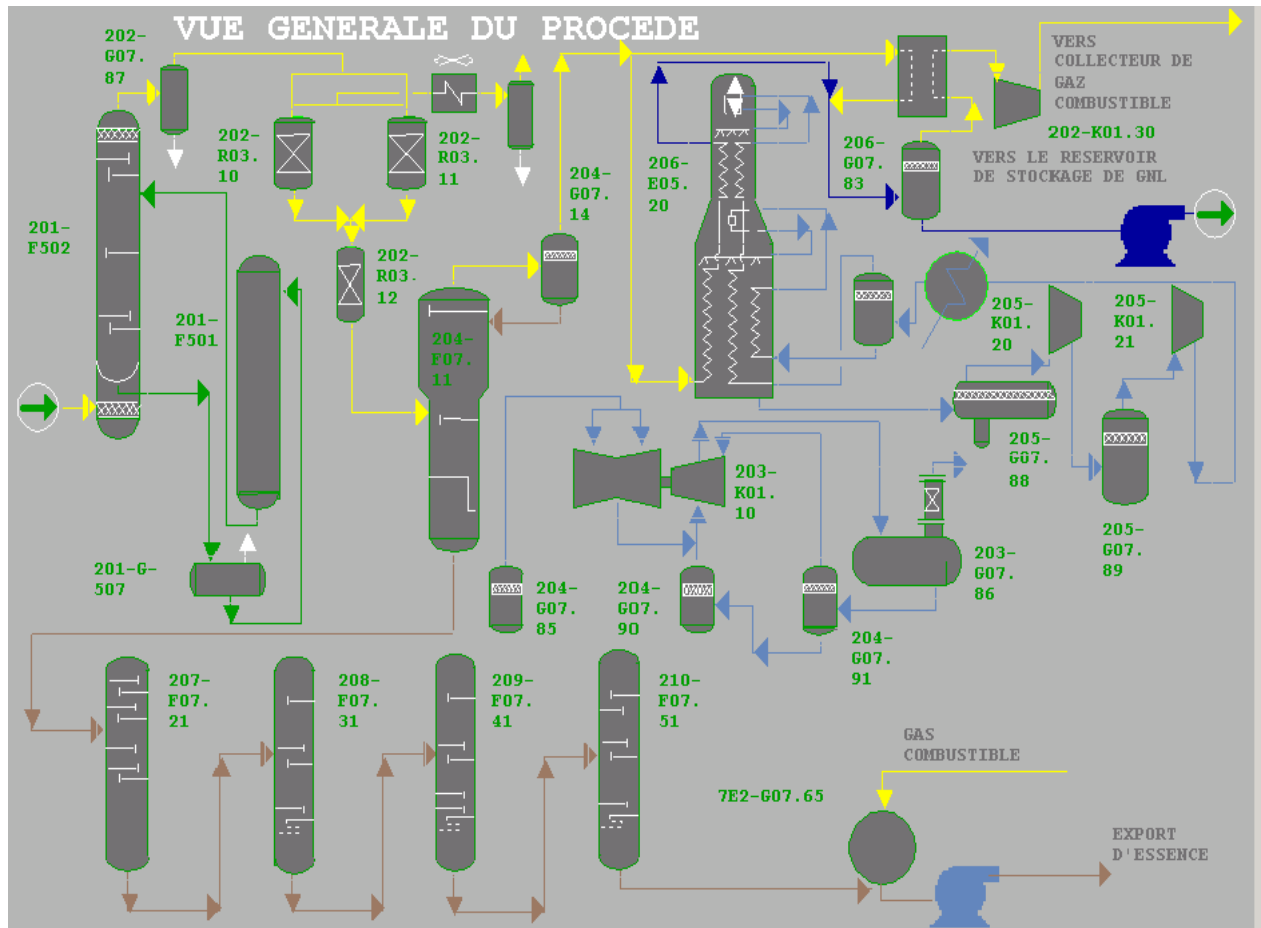 VUE GENERALE DU PROCEDE
202-
G07.
87
202-
R03.
10
202-
R03.
11
204-
G07.
14
206-
E05.
20
206-
G07.
83
VERS
COLLECTEUR DE
GAZ
COMBUSTIBLE
202-K01.30
VERS LE RESERVOIR
DE STOCKAGE DE GNL
201-
F502
201-
F501
202-
R03.
12
204-
F07.
11
205-
K01.
20
205-
K01.
21
203-
K01.
10
205-
G07.
88
205-
G07.
89
201-G-
507
204-
G07.
85
204-
G07.
90
204-
G07.
91
203-
G07.
86
207-
F07.
21
208-
F07.
31
209-
F07.
41
210-
F07.
51
GAS
COMBUSTIBLE
7E2-G07.65
EXPORT
D'ESSENCE